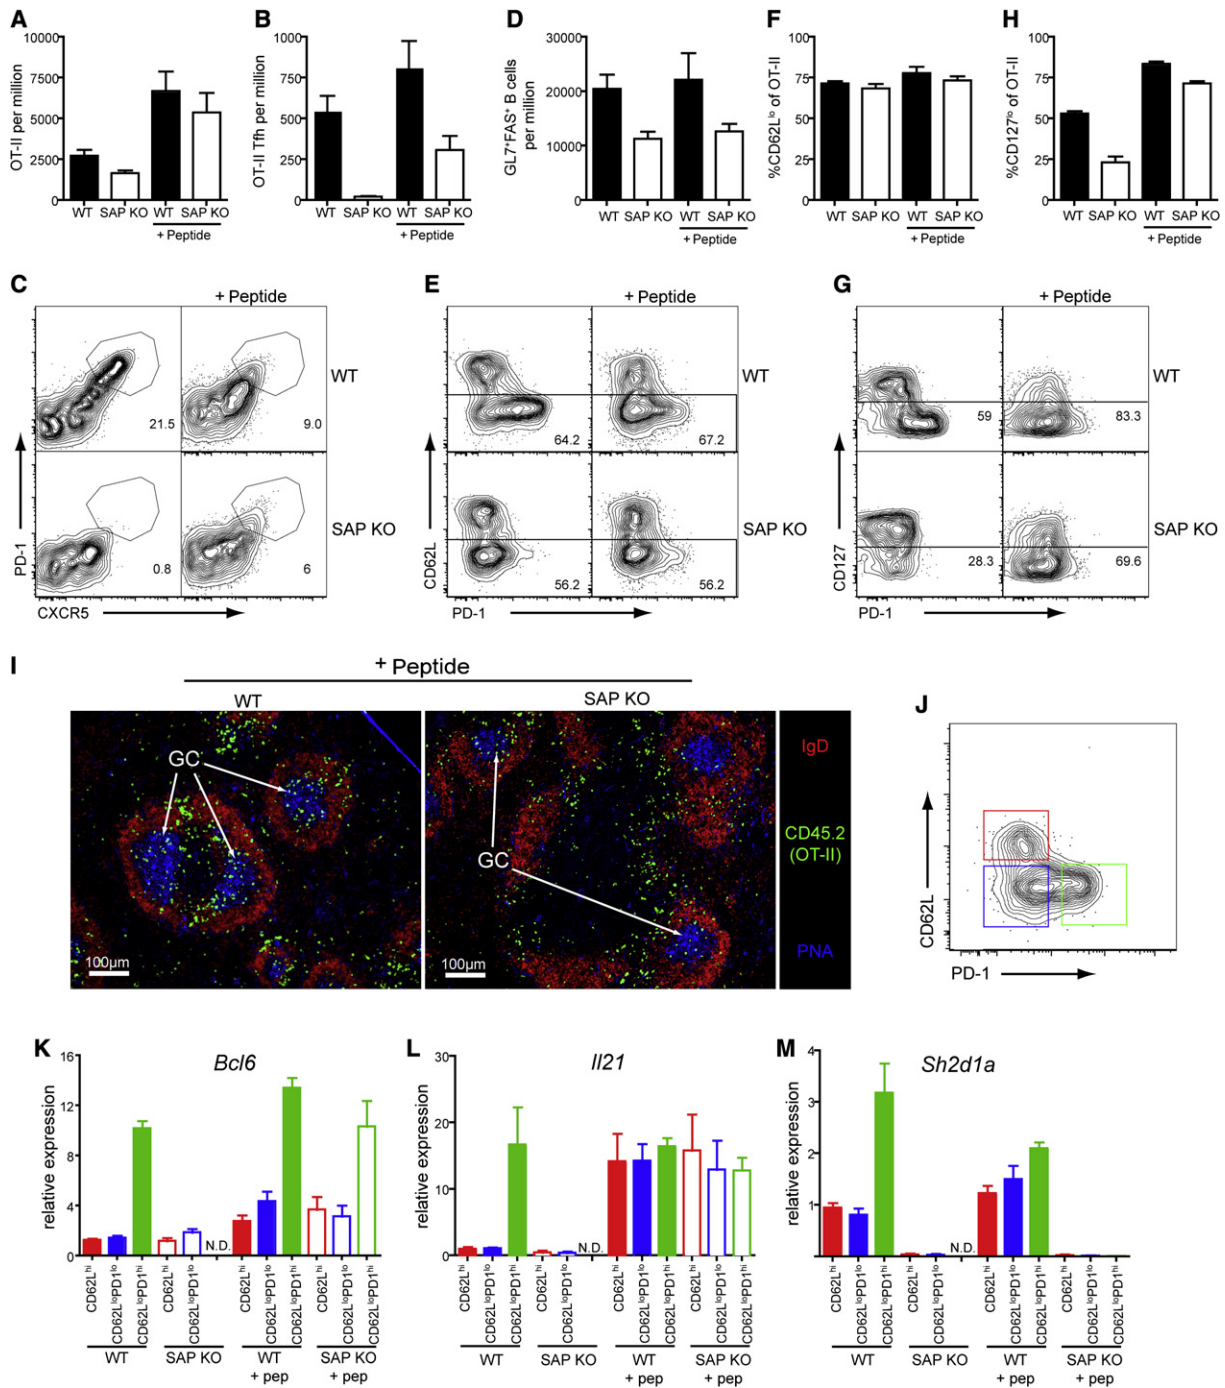 A
B
D
F
H
OT-II per million
10000
7500
5000
2500
0
WT
SAP KO
WT
SAP KO
+ Peptide
OT-II Tfh per million
1000
750
500
250
0
WT
SAP KO
WT
SAP KO
+ Peptide
GL7⁺FAS⁺ B cells
per million
30000
20000
10000
0
WT
SAP KO
WT
SAP KO
+ Peptide
%CD62Lˡᵒ of OT-II
100
75
50
25
0
WT
SAP KO
WT
SAP KO
+ Peptide
%CD127ˡᵒ of OT-II
100
75
50
25
0
WT
SAP KO
WT
SAP KO
+ Peptide
C
+ Peptide
WT
21.5
9.0
SAP KO
0.8
6
PD-1
CXCR5
E
+ Peptide
WT
64.2
67.2
SAP KO
56.2
56.2
CD62L
PD-1
G
+ Peptide
WT
59
83.3
SAP KO
28.3
69.6
CD127
PD-1
I
+ Peptide
WT
SAP KO
GC
GC
100µm
100µm
IgD
CD45.2
(OT-II)
PNA
J
CD62L
PD-1
K
Bcl6
relative expression
16
12
8
4
0
N.D.
CD62Lʰⁱ
CD62LˡᵒPD1ˡᵒ
CD62LˡᵒPD1ʰⁱ
CD62Lʰⁱ
CD62LˡᵒPD1ˡᵒ
CD62Lʰⁱ
CD62LˡᵒPD1ˡᵒ
CD62LˡᵒPD1ʰⁱ
CD62Lʰⁱ
CD62LˡᵒPD1ˡᵒ
CD62LˡᵒPD1ʰⁱ
WT
SAP KO
WT
+ pep
SAP KO
+ pep
L
Il21
relative expression
30
20
10
0
N.D.
CD62Lʰⁱ
CD62LˡᵒPD1ˡᵒ
CD62LˡᵒPD1ʰⁱ
CD62Lʰⁱ
CD62LˡᵒPD1ˡᵒ
CD62Lʰⁱ
CD62LˡᵒPD1ˡᵒ
CD62LˡᵒPD1ʰⁱ
CD62Lʰⁱ
CD62LˡᵒPD1ˡᵒ
CD62LˡᵒPD1ʰⁱ
WT
SAP KO
WT
+ pep
SAP KO
+ pep
M
Sh2d1a
relative expression
4
3
2
1
N.D.
CD62Lʰⁱ
CD62LˡᵒPD1ˡᵒ
CD62LˡᵒPD1ʰⁱ
CD62Lʰⁱ
CD62LˡᵒPD1ˡᵒ
CD62Lʰⁱ
CD62LˡᵒPD1ˡᵒ
CD62LˡᵒPD1ʰⁱ
CD62Lʰⁱ
CD62LˡᵒPD1ˡᵒ
CD62LˡᵒPD1ʰⁱ
WT
SAP KO
WT
+ pep
SAP KO
+ pep